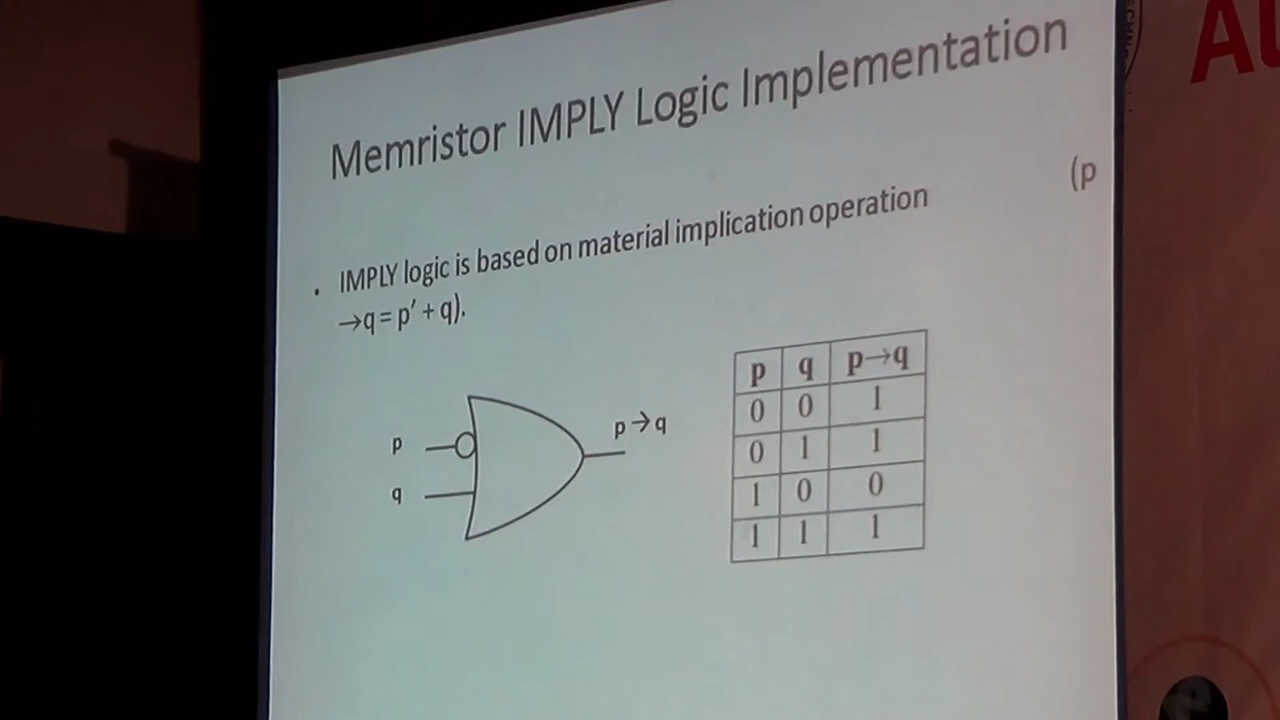 Memristor IMPLY Logic Implementation
. IMPLY logic is based on material implication operation (p
→q = p′ + q).
p
q
p→q
p q p→q
0 0 1
0 1 1
1 0 0
1 1 1